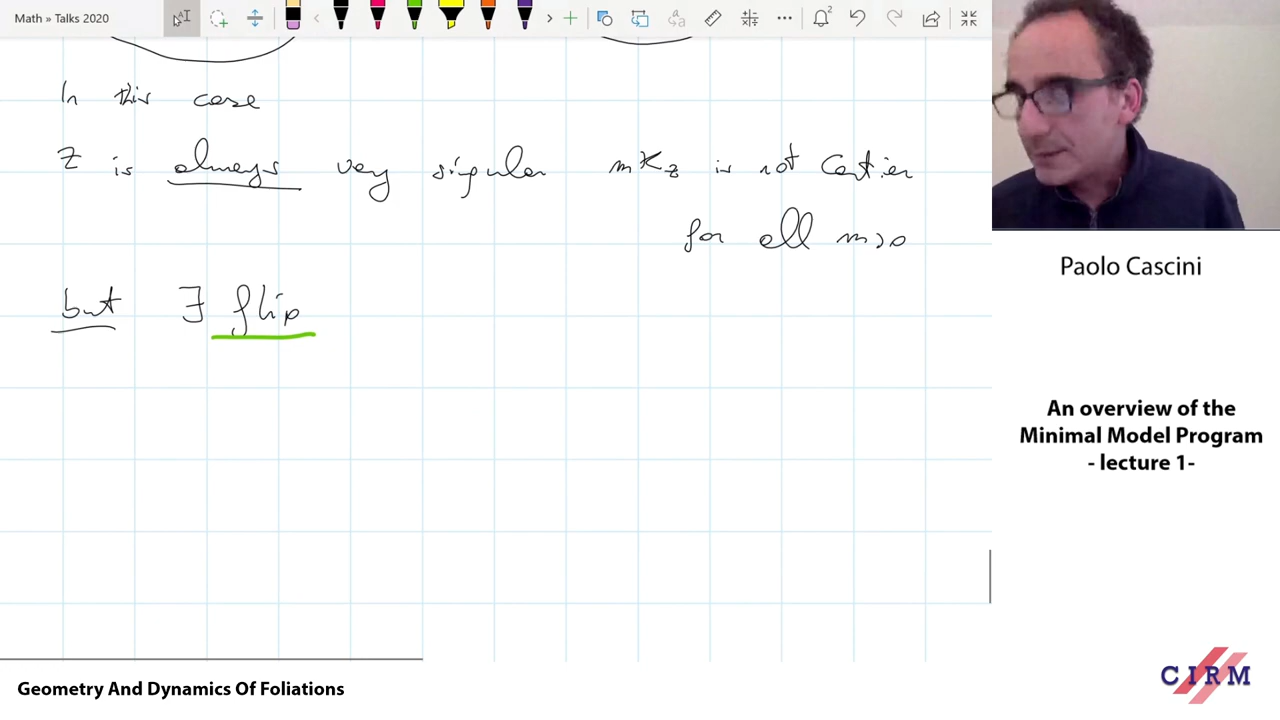 Math » Talks 2020
In this case
Z is always very singular mK_Z is not Cartier
for all m>0
but ∃ flip
Paolo Cascini
An overview of the
Minimal Model Program
- lecture 1-
Geometry And Dynamics Of Foliations
CIRM